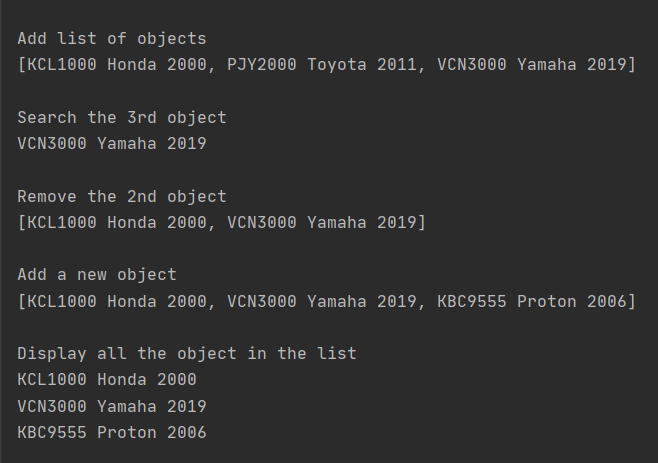 Add list of objects
[KCL1000 Honda 2000, PJY2000 Toyota 2011, VCN3000 Yamaha 2019]
Search the 3rd object
VCN3000 Yamaha 2019
Remove the 2nd object
[KCL1000 Honda 2000, VCN3000 Yamaha 2019]
Add a new object
[KCL1000 Honda 2000, VCN3000 Yamaha 2019, KBC9555 Proton 2006]
Display all the object in the list
KCL1000 Honda 2000
VCN3000 Yamaha 2019
KBC9555 Proton 2006